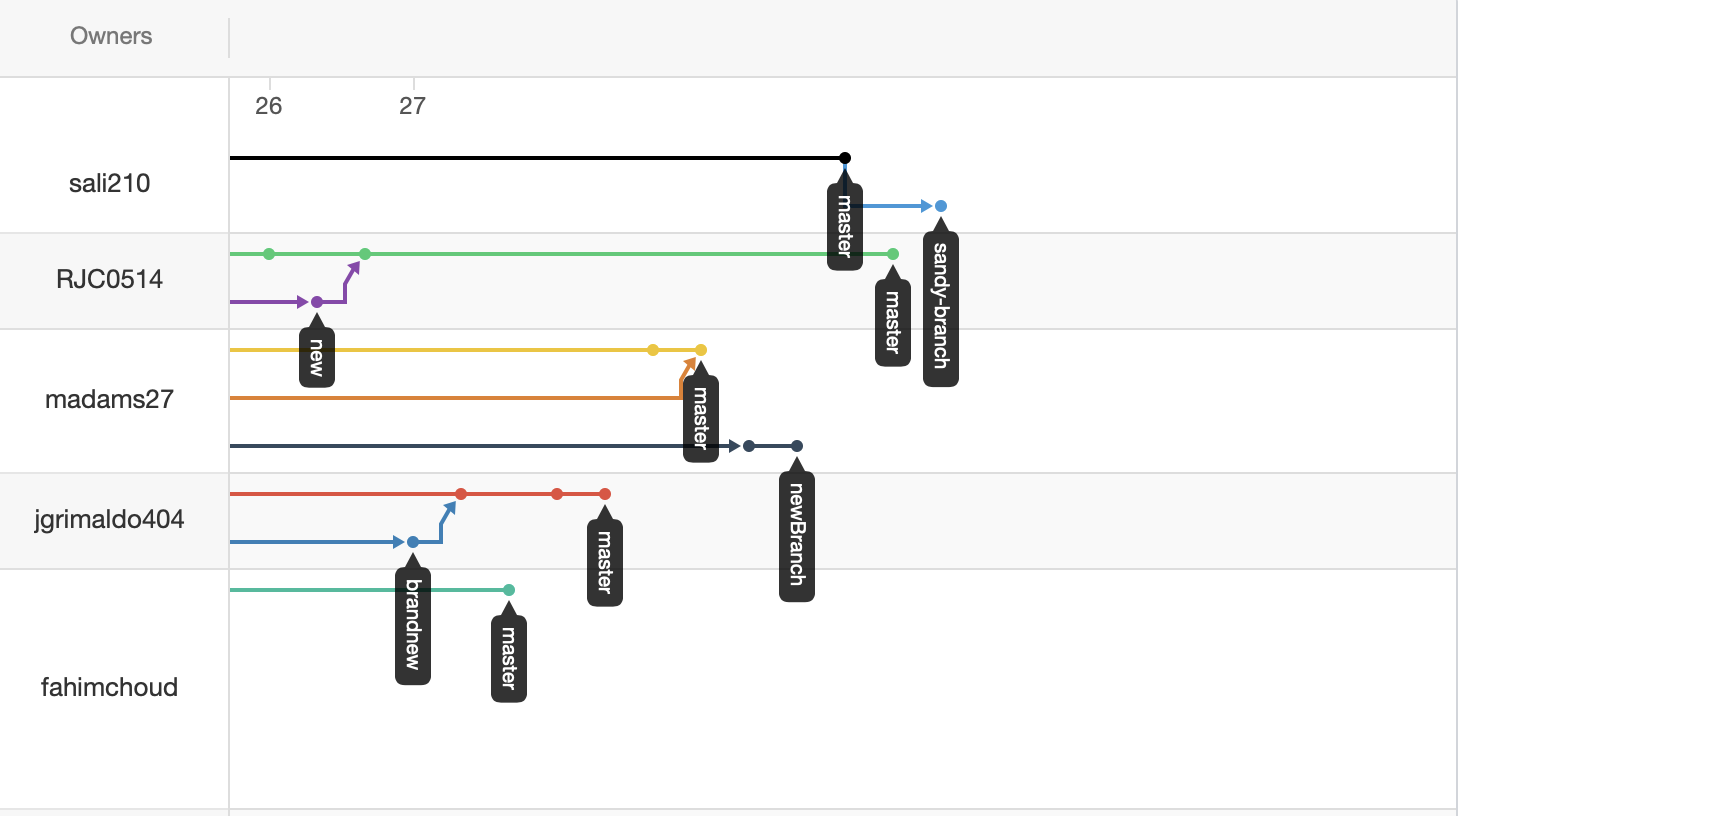 Owners
26 27
sali210
master
sandy-branch
RJC0514
master
new
madams27
master
newBranch
jgrimaldo404
master
brandnew
fahimchoud
master